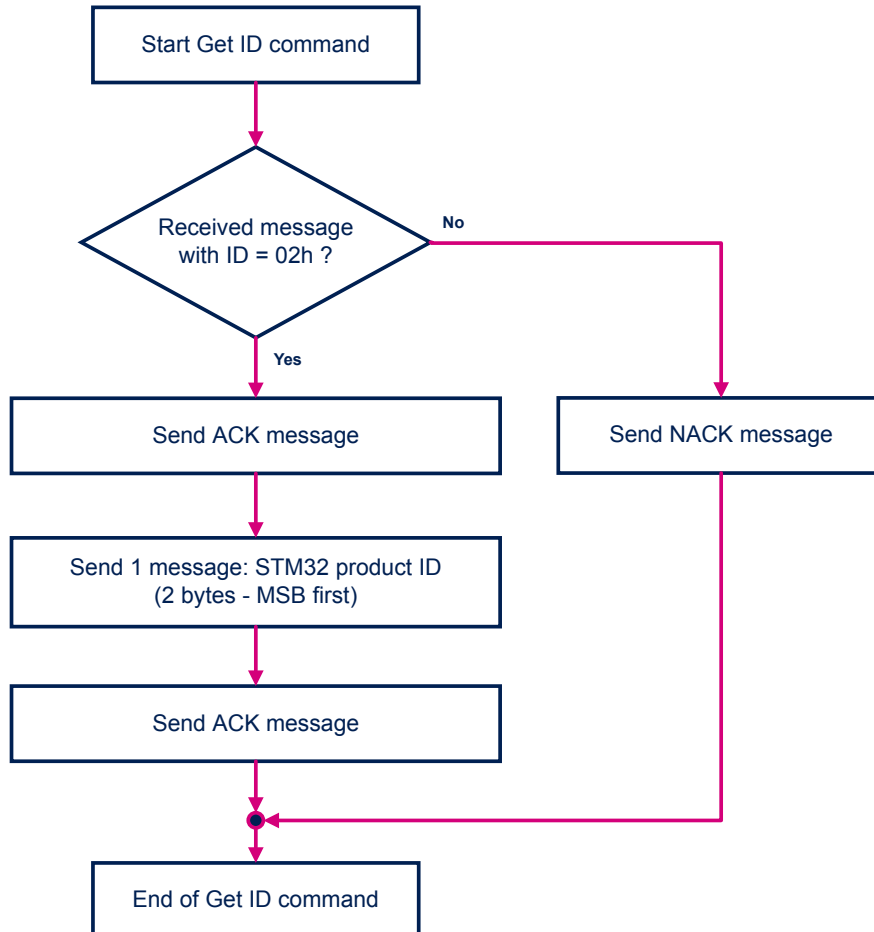 Start Get ID command
Received message
with ID = 02h ?
No
Yes
Send ACK message
Send NACK message
Send 1 message: STM32 product ID
(2 bytes - MSB first)
Send ACK message
End of Get ID command